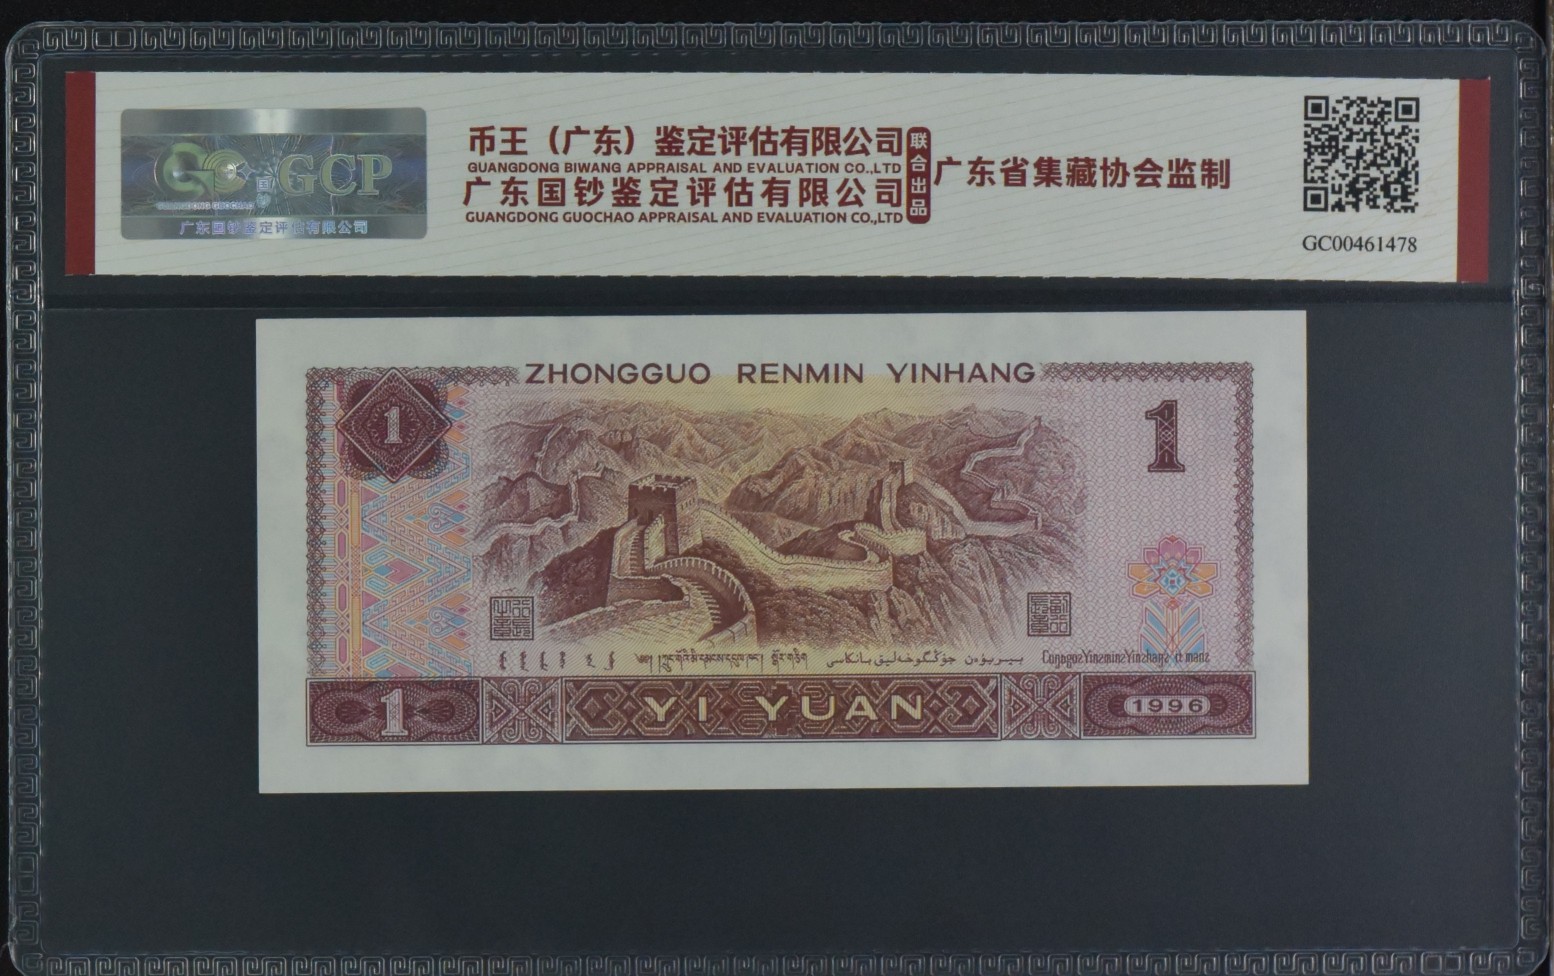 GCP
广东国钞鉴定评估有限公司
币王（广东）鉴定评估有限公司
GUANGDONG BIWANG APPRAISAL AND EVALUATION CO.,LTD
广东国钞鉴定评估有限公司
GUANGDONG GUOCHAO APPRAISAL AND EVALUATION CO.,LTD
联合出品
广东省集藏协会监制
GC00461478
ZHONGGUO RENMIN YINHANG
1
1
1
YI YUAN
1996